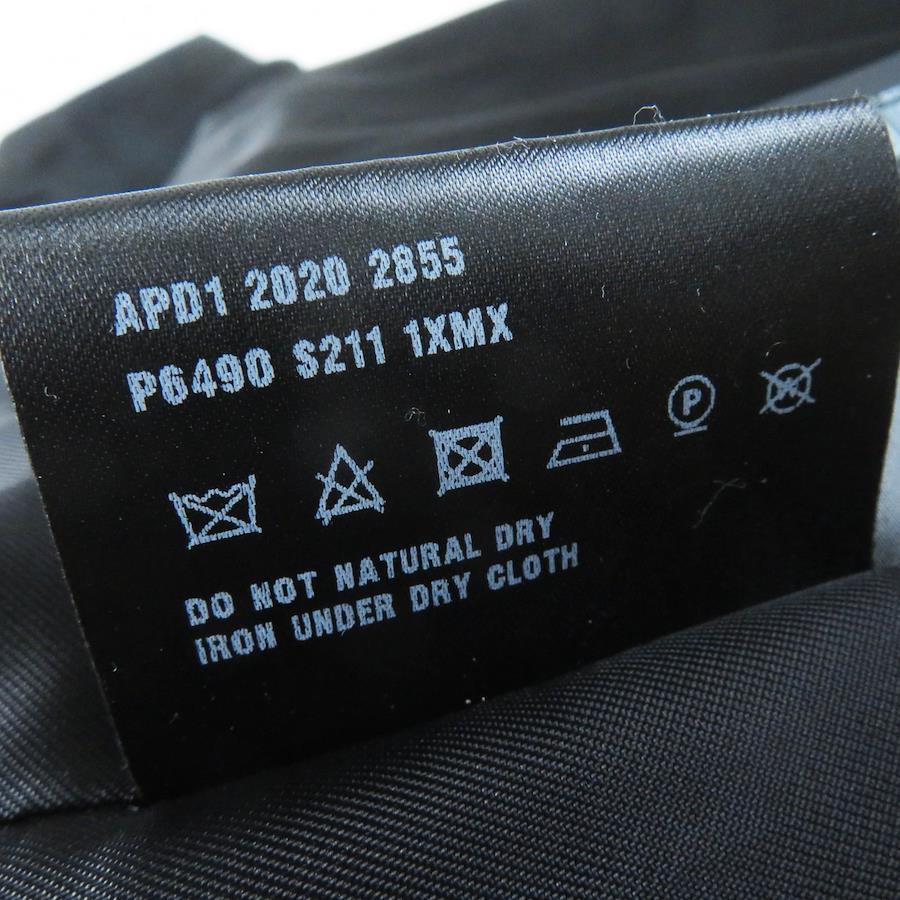 APD1 2020 2855
P6490 S211 1XMX
P
DO NOT NATURAL DRY
IRON UNDER DRY CLOTH